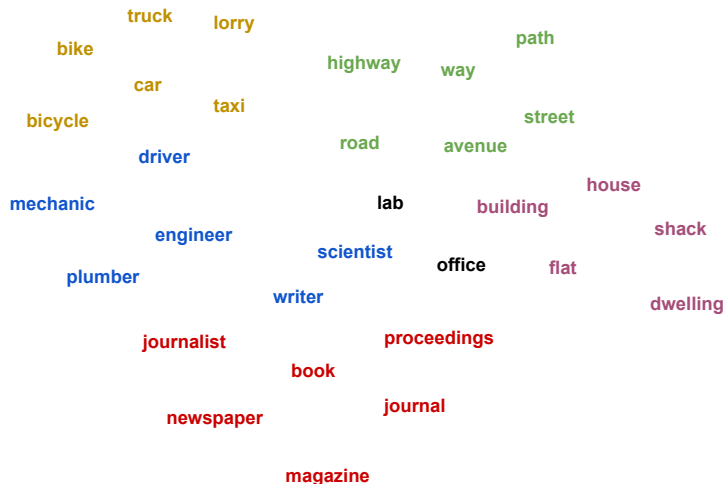 truck
lorry
path
bike
highway
way
car
taxi
bicycle
street
road
avenue
driver
house
mechanic
lab
building
shack
engineer
scientist
office
flat
plumber
writer
dwelling
journalist
proceedings
book
newspaper
journal
magazine